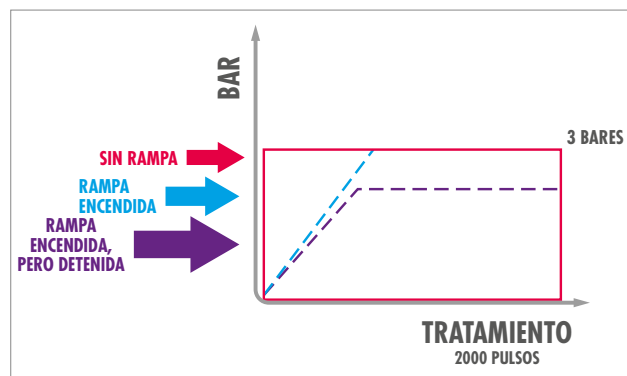 BAR
3 BARES
SIN RAMPA
RAMPA
ENCENDIDA
RAMPA
ENCENDIDA,
PERO DETENIDA
TRATAMIENTO
2000 PULSOS